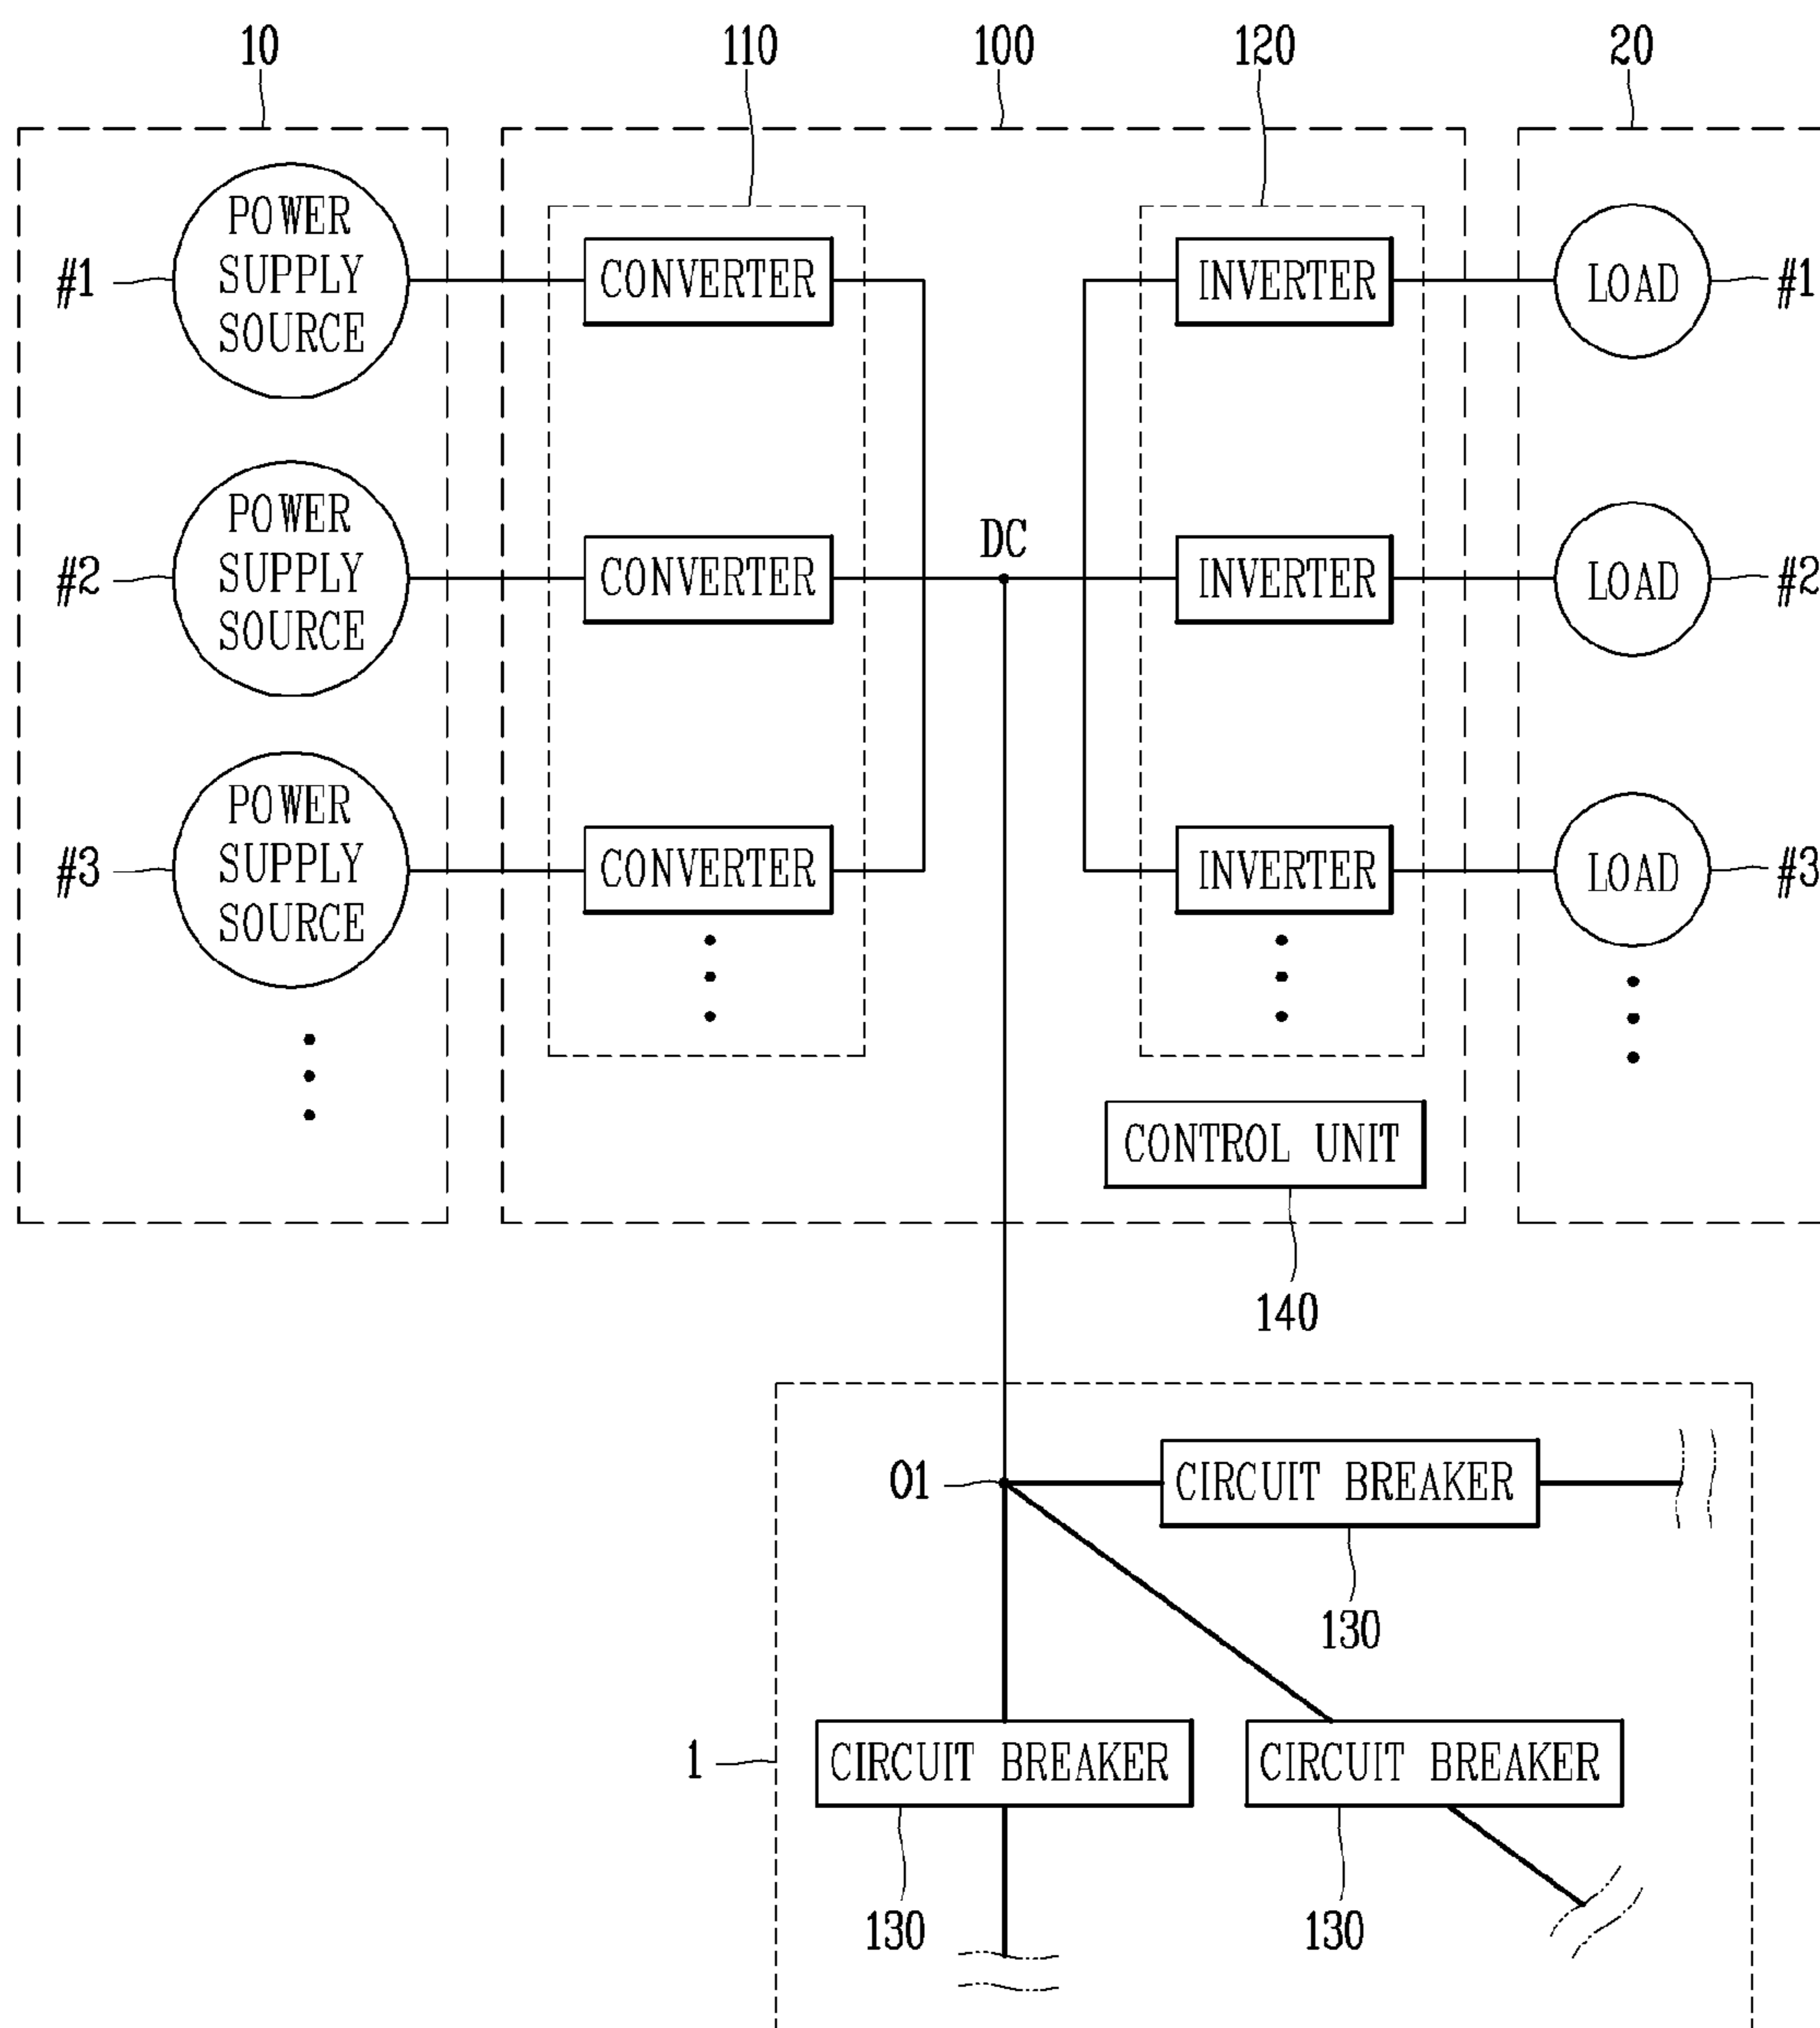 10
110
100
120
20
POWER
SUPPLY
SOURCE
#1
CONVERTER
INVERTER
LOAD
#1
POWER
SUPPLY
SOURCE
#2
CONVERTER
DC
INVERTER
LOAD
#2
POWER
SUPPLY
SOURCE
#3
CONVERTER
INVERTER
LOAD
#3
CONTROL UNIT
140
O1
CIRCUIT BREAKER
130
1
CIRCUIT BREAKER
CIRCUIT BREAKER
130
130